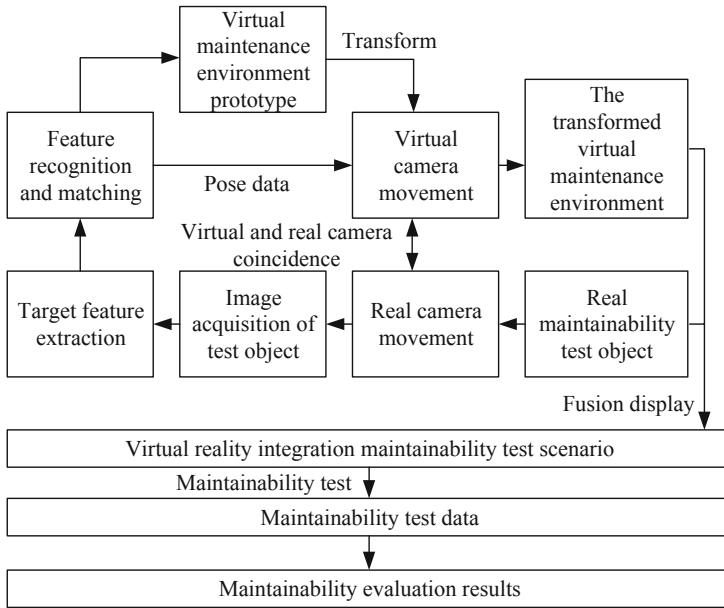 Virtual
maintenance
environment
prototype
Transform
Feature
recognition
and matching
Pose data
Virtual
camera
movement
The
transformed
virtual
maintenance
environment
Virtual and real camera
coincidence
Target feature
extraction
Image
acquisition of
test object
Real camera
movement
Real
maintainability
test object
Fusion display
Virtual reality integration maintainability test scenario
Maintainability test
Maintainability test data
Maintainability evaluation results